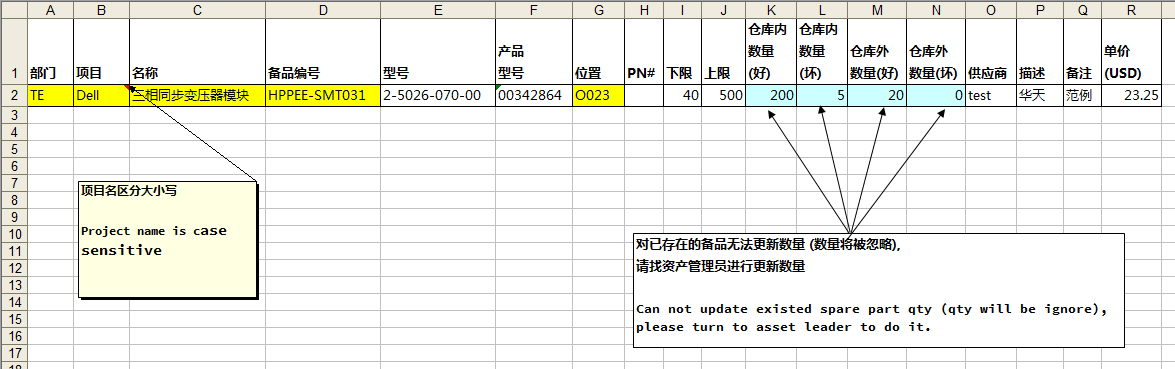 A B C D E F G H I J K L M N O P Q R
1 部门 项目 名称 备品编号 型号 产品型号 位置 PN# 下限 上限 仓库内数量(好) 仓库内数量(坏) 仓库外数量(好) 仓库外数量(坏) 供应商 描述 备注 单价(USD)
2 TE Dell 三相同步变压器模块 HPPEE-SMT031 2-5026-070-00 00342864 O023 40 500 200 5 20 0 test 华天 范例 23.25
3
4
5
6
7
项目名区分大小写
8
9
Project name is case
sensitive
10
对已存在的备品无法更新数量 (数量将被忽略),
11
请找资产管理员进行更新数量
12
13
14
Can not update existed spare part qty (qty will be ignore),
15
please turn to asset leader to do it.
16
17